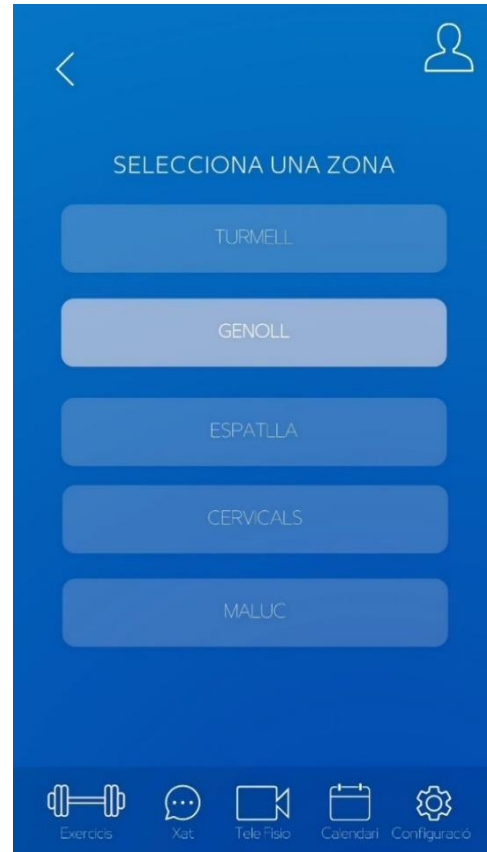 SELECCIONA UNA ZONA
TURMELL
GENOLL
ESPATLLA
CERVICALS
MALUC
Exercicis Xat Tele Fisio Calendari Configuració